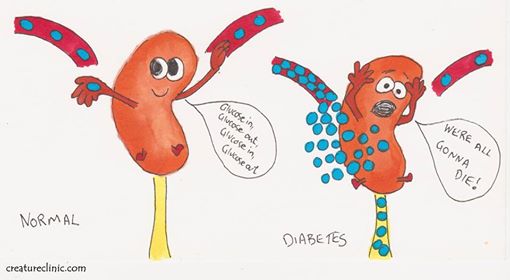 Glucose in,
Glucose out,
Glucose in,
Glucose out
WE'RE ALL
GONNA
DIE!
NORMAL
DIABETES
creatureclinic.com